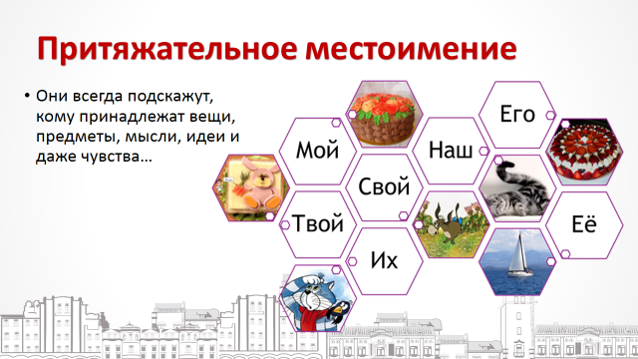 Притяжательное местоимение
• Они всегда подскажут,
кому принадлежат вещи,
предметы, мысли, идеи и
даже чувства...
Мой
Наш
Его
Свой
Твой
Её
Их